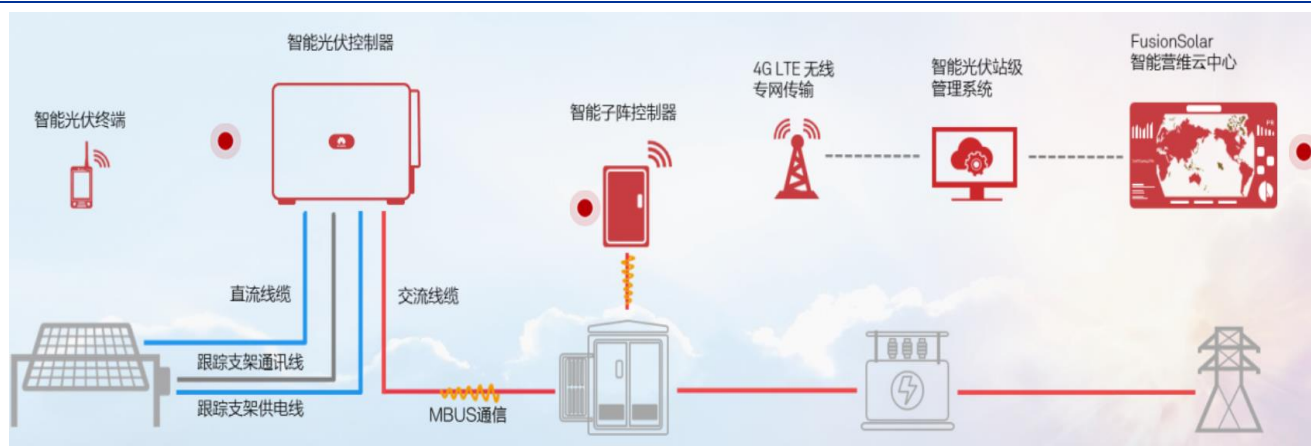 智能光伏控制器
智能光伏终端
智能子阵控制器
4G LTE 无线
专网传输
智能光伏站级
管理系统
FusionSolar
智能营维云中心
直流线缆
交流线缆
跟踪支架通讯线
跟踪支架供电线
MBUS通信